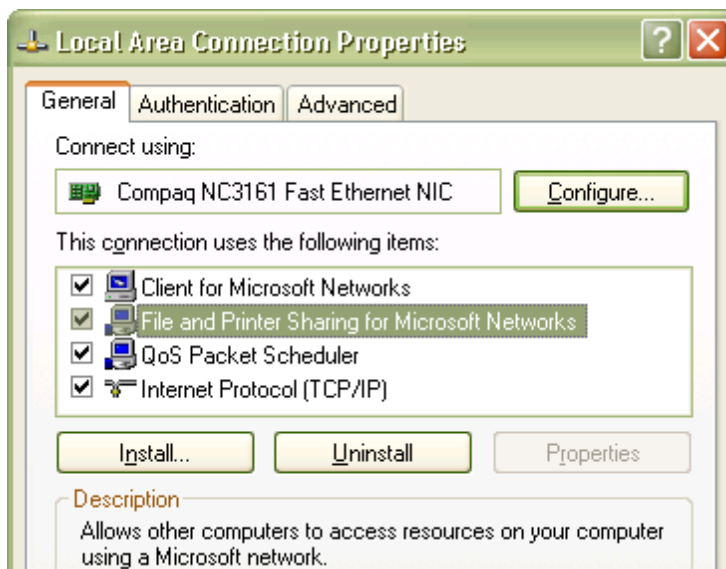 Local Area Connection Properties
General Authentication Advanced
Connect using:
Compaq NC3161 Fast Ethernet NIC Configure...
This connection uses the following items:
Client for Microsoft Networks
File and Printer Sharing for Microsoft Networks
QoS Packet Scheduler
Internet Protocol (TCP/IP)
Install... Uninstall Properties
Description
Allows other computers to access resources on your computer
using a Microsoft network.